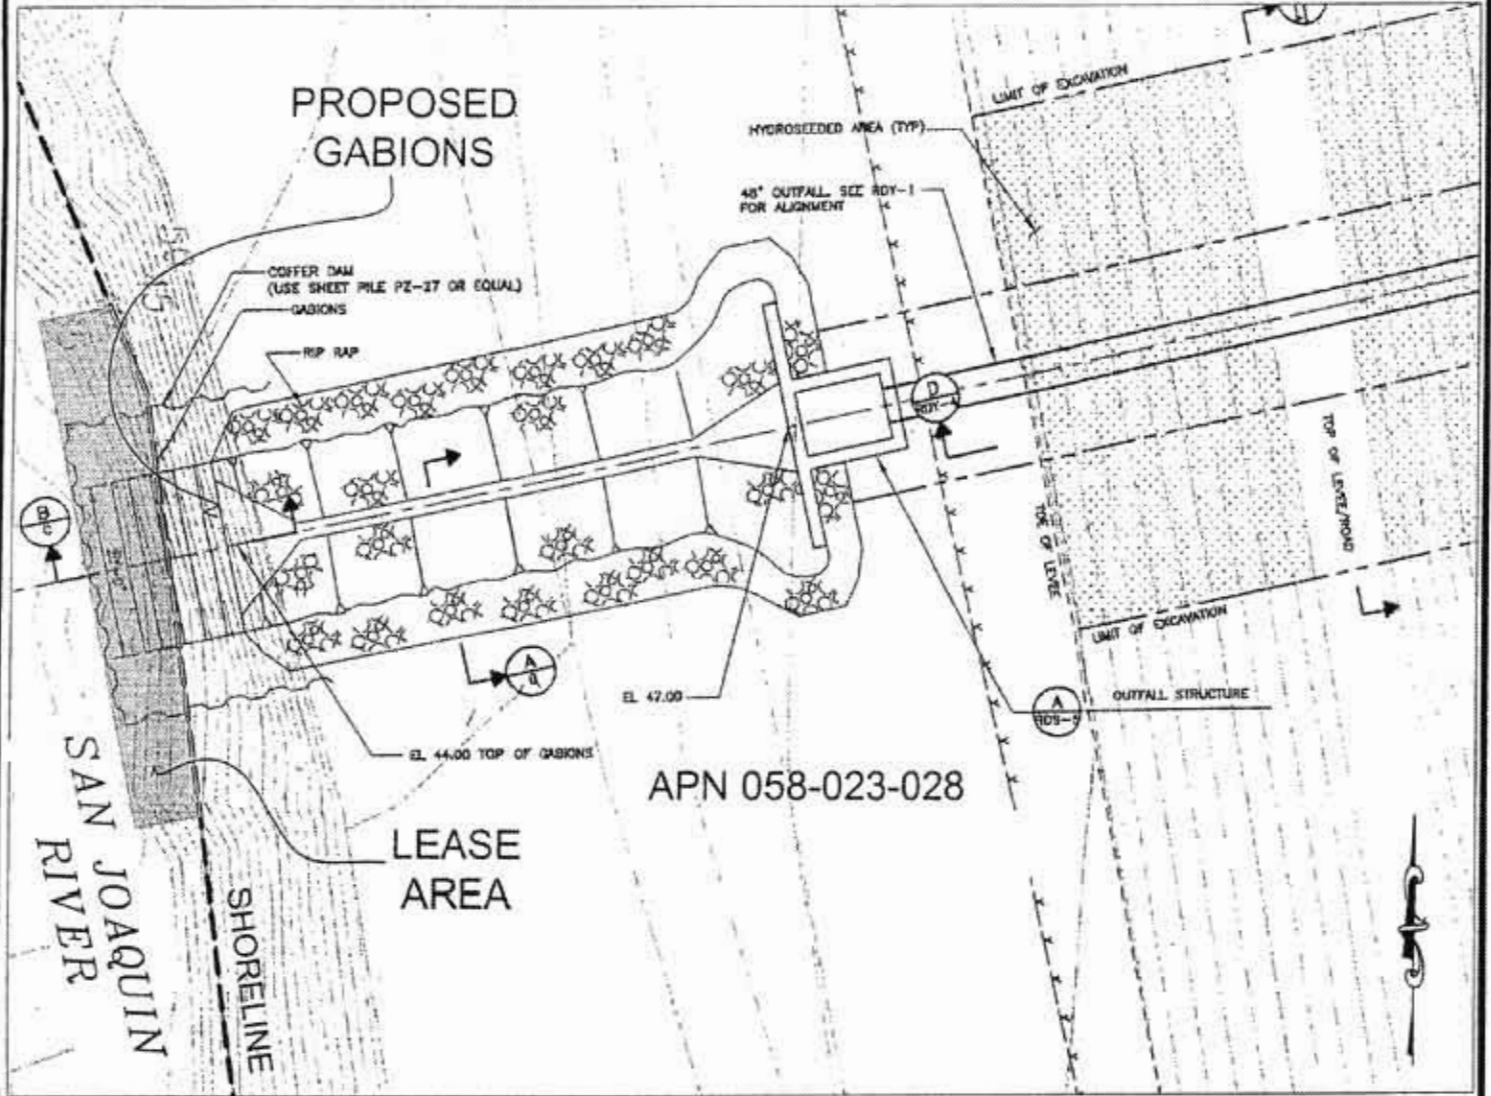 PROPOSED
GABIONS
LIMIT OF EXCAVATION
HYDROSEEDED AREA (TYP)
48" OUTFALL SEE RDY-1
FOR ALIGNMENT
COFFER DAM
(USE SHEET PILE PZ-27 OR EQUAL)
GABIONS
RIP RAP
D
TOP OF LEVEE/ROAD
TOE OF LEVEE
B
LIMIT OF EXCAVATION
A
EL 47.00
A
OUTFALL STRUCTURE
EL 44.00 TOP OF GABIONS
APN 058-023-028
LEASE
AREA
SAN JOAQUIN
RIVER
SHORELINE